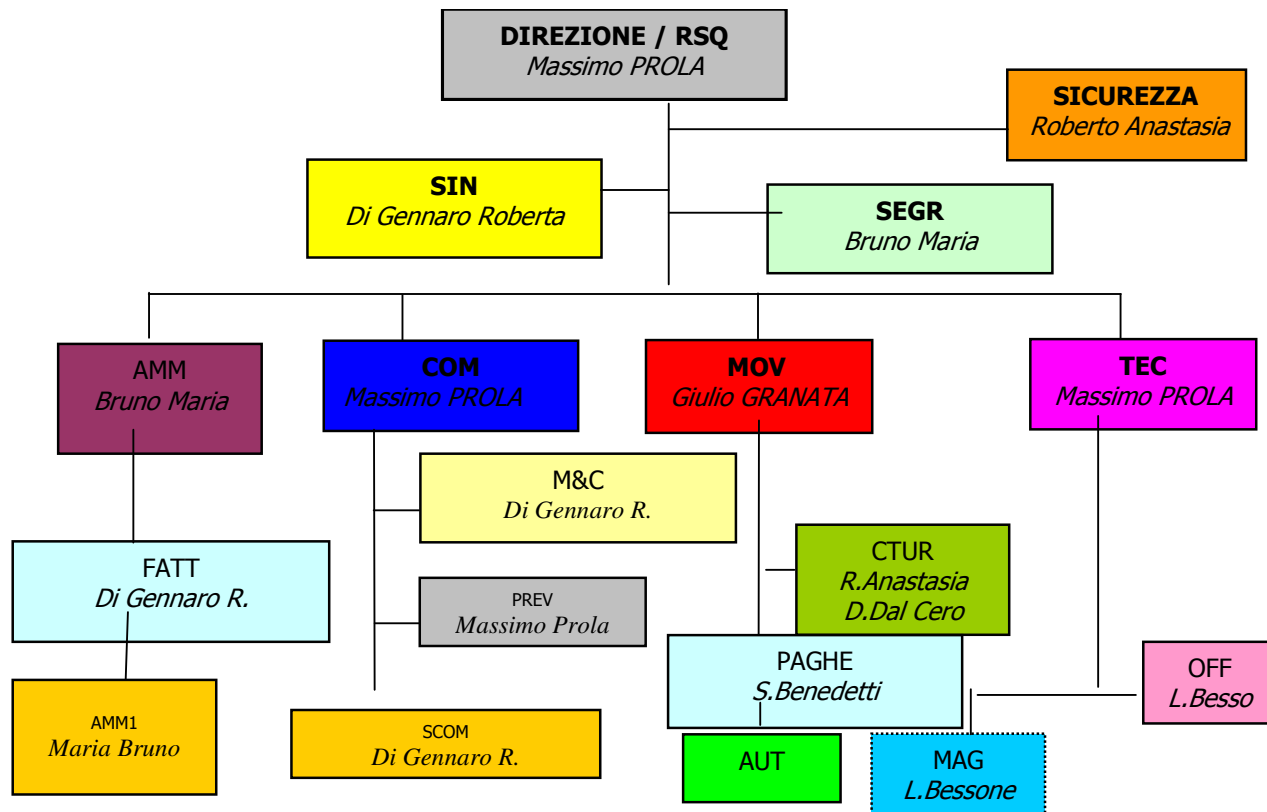 DIREZIONE / RSQ
Massimo PROLA
SICUREZZA
Roberto Anastasia
SIN
Di Gennaro Roberta
SEGR
Bruno Maria
AMM
Bruno Maria
COM
Massimo PROLA
MOV
Giulio GRANATA
TEC
Massimo PROLA
M&C
Di Gennaro R.
FATT
Di Gennaro R.
CTUR
R.Anastasia
D.Dal Cero
PREV
Massimo Prola
PAGHE
S.Benedetti
OFF
L.Besso
AMM1
Maria Bruno
SCOM
Di Gennaro R.
AUT
MAG
L.Bessone